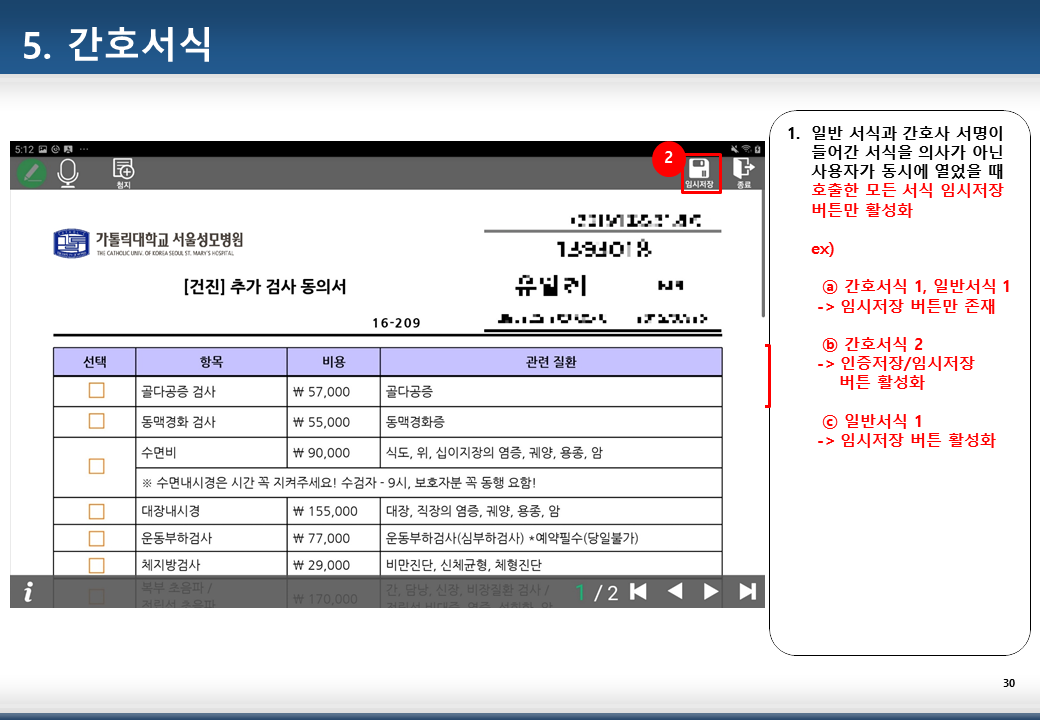 5. 간호서식
5:12
첨지
2
임시저장
종료
가톨릭대학교 서울성모병원
THE CATHOLIC UNIV. OF KOREA SEOUL ST. MARY'S HOSPITAL
[건진] 추가 검사 동의서
16-209
선택 항목 비용 관련 질환
골다공증 검사 ₩ 57,000 골다공증
동맥경화 검사 ₩ 55,000 동맥경화증
수면비 ₩ 90,000 식도, 위, 십이지장의 염증, 궤양, 용종, 암
※ 수면내시경은 시간 꼭 지켜주세요! 수검자 - 9시, 보호자분 꼭 동행 요함!
대장내시경 ₩ 155,000 대장, 직장의 염증, 궤양, 용종, 암
운동부하검사 ₩ 77,000 운동부하검사(심부하검사) *예약필수(당일불가)
체지방검사 ₩ 29,000 비만진단, 신체균형, 체형진단
복부 초음파 / ₩ 170,000 간, 담낭, 신장, 비장질환 검사 /
i 1 / 2
1. 일반 서식과 간호사 서명이
들어간 서식을 의사가 아닌
사용자가 동시에 열었을 때
호출한 모든 서식 임시저장
버튼만 활성화
ex)
ⓐ 간호서식 1, 일반서식 1
-> 임시저장 버튼만 존재
ⓑ 간호서식 2
-> 인증저장/임시저장
버튼 활성화
ⓒ 일반서식 1
-> 임시저장 버튼 활성화
30